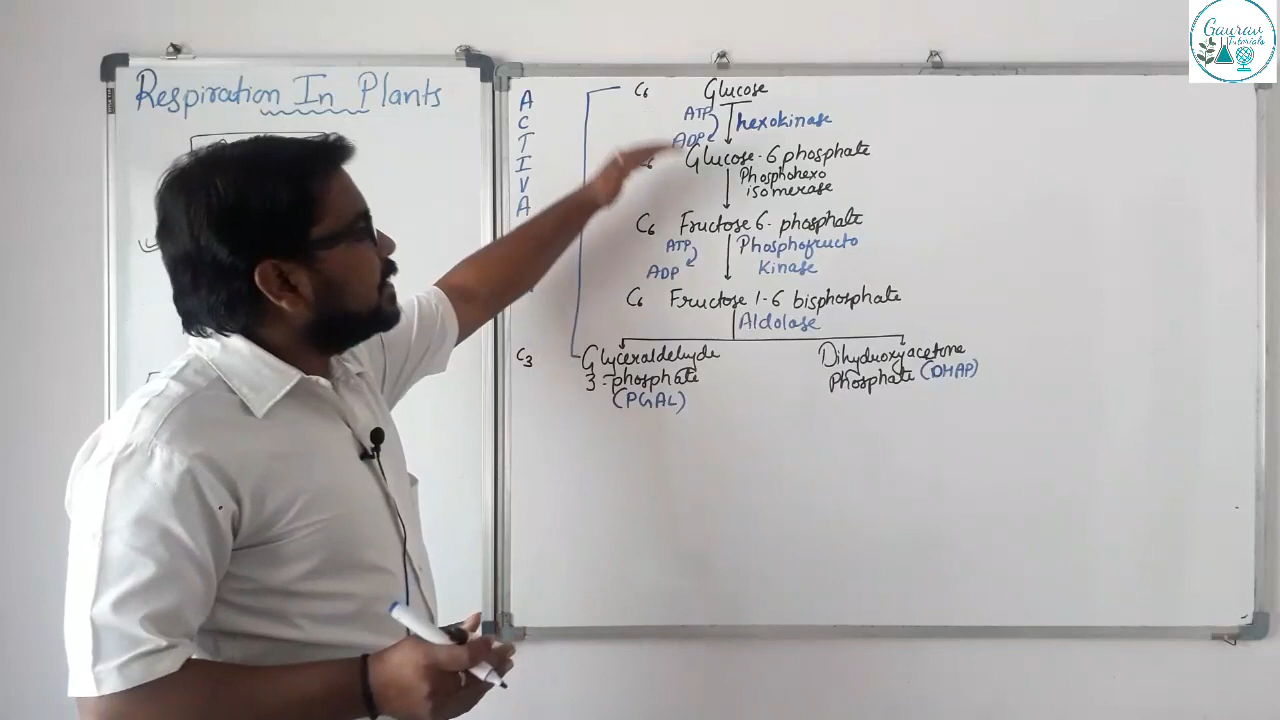 Gaurav
Tutorials
Respiration In Plants
A
C
T
I
V
A
C6 Glucose
ATP
hexokinase
ADP
Glucose-6 phosphate
Phosphohexo
isomerase
C6 Fructose 6-phosphate
ATP
Phosphofructo
ADP
Kinase
C6 Fructose 1-6 bisphosphate
Aldolase
C3 Glyceraldehyde
3-phosphate
(PGAL)
Dihydroxyacetone
Phosphate (DHAP)